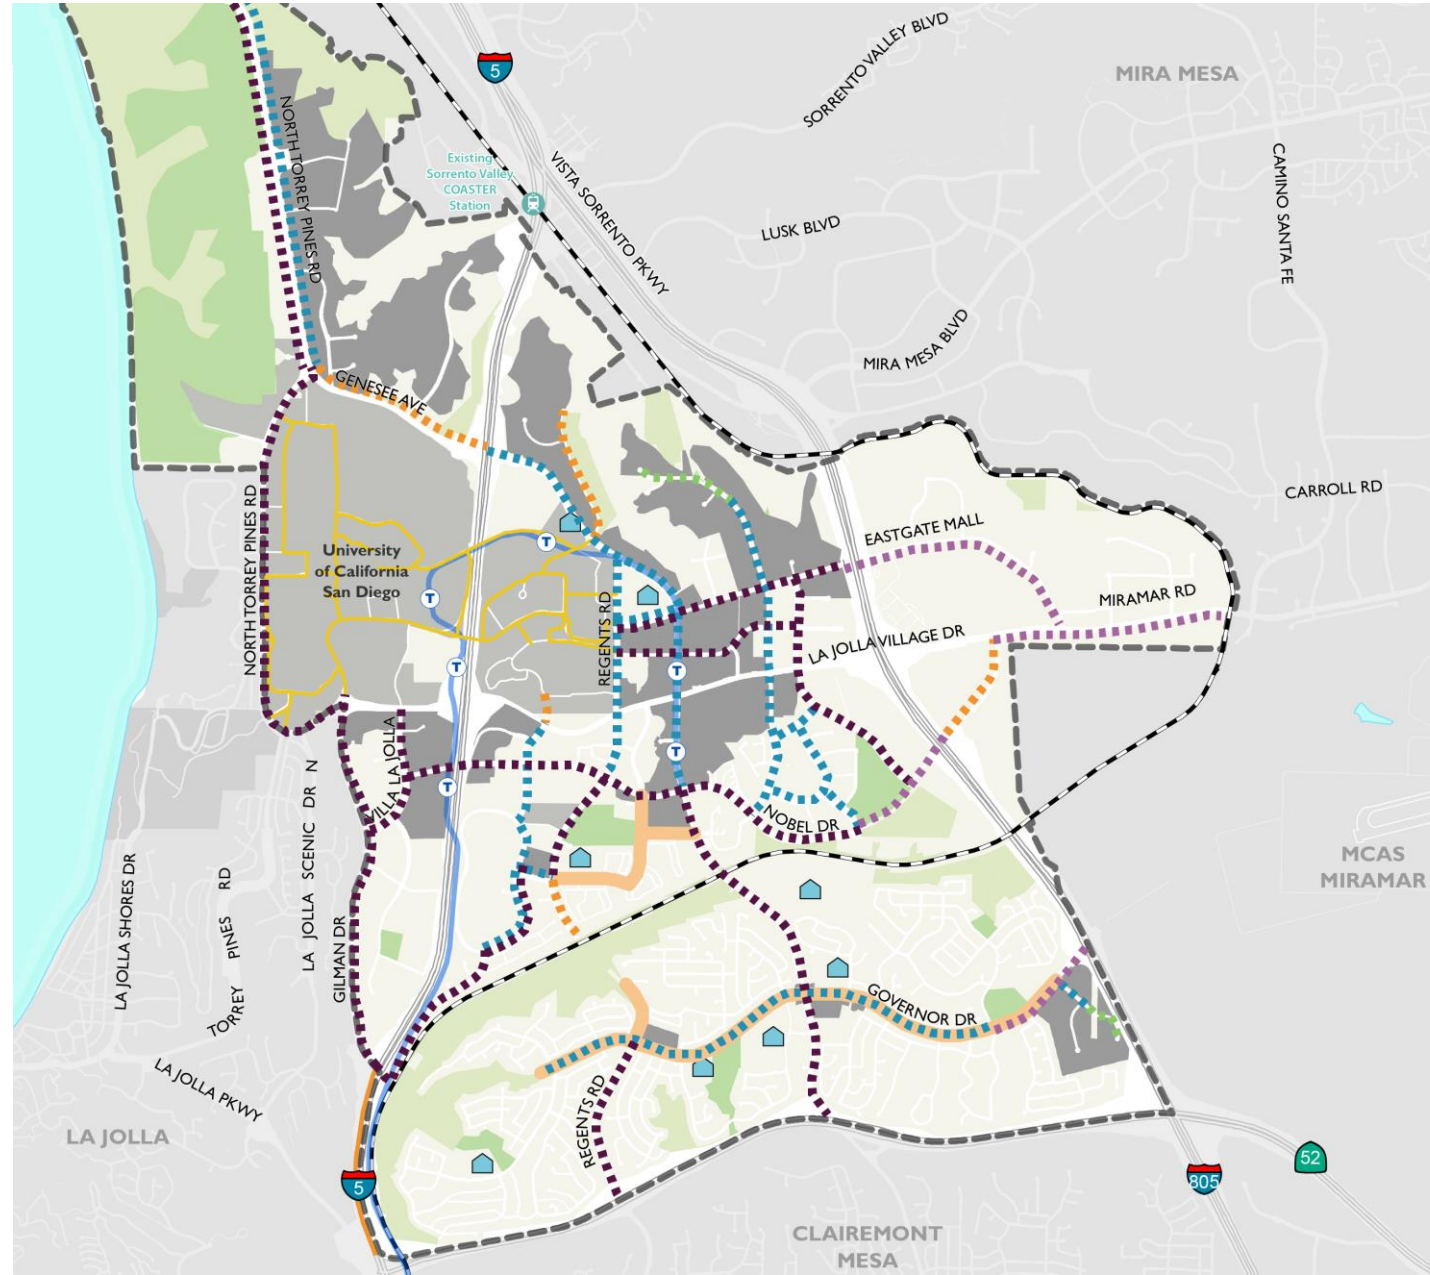 5
SORRENTO VALLEY BLVD
MIRA MESA
NORTH TORREY PINES RD
Existing
Sorrento Valley
COASTER
Station
VISTA SORRENTO PKWY
CAMINO SANTA FE
LUSK BLVD
MIRA MESA BLVD
GENESEE AVE
CARROLL RD
NORTH TORREY PINES RD
University
of California
San Diego
T
T
EASTGATE MALL
REGENTS RD
MIRAMAR RD
LA JOLLA VILLAGE DR
T
T
VILLA LA JOLLA
T
T
LA JOLLA SCENIC DR N
NOBEL DR
MCAS
MIRAMAR
LA JOLLA SHORES DR
TORREY PINES RD
GILMAN DR
GOVERNOR DR
LA JOLLA PKWY
REGENTS RD
LA JOLLA
5
52
805
CLAIREMONT
MESA